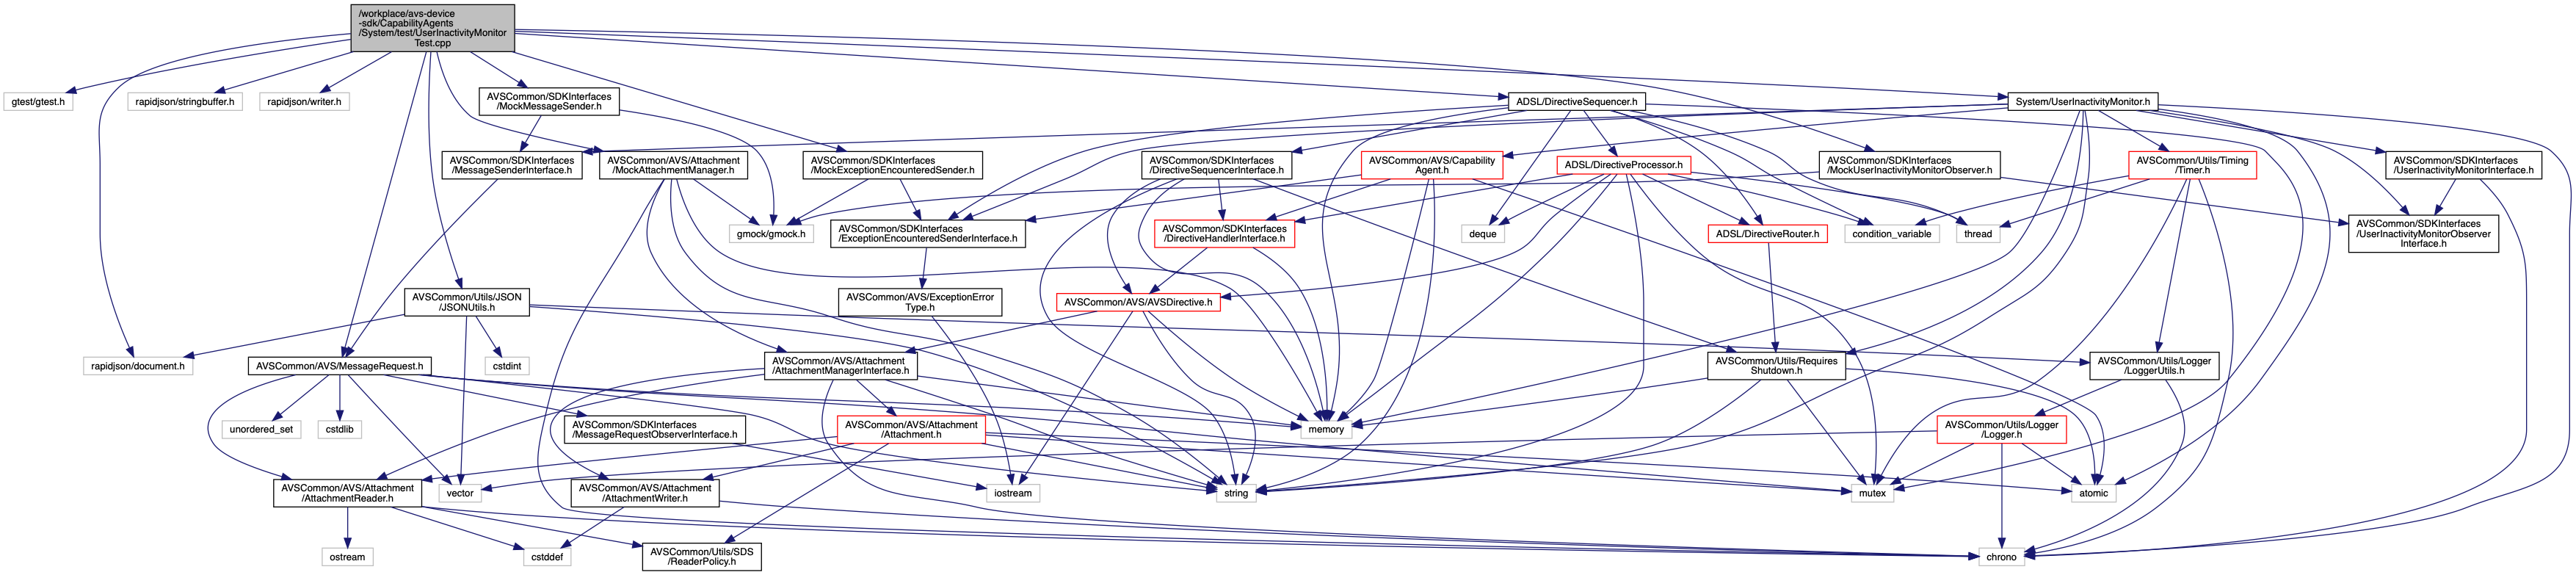 /workplace/avs-device
-sdk/CapabilityAgents
/System/test/UserInactivityMonitor
Test.cpp
gtest/gtest.h
rapidjson/stringbuffer.h
rapidjson/writer.h
AVSCommon/SDKInterfaces
/MockMessageSender.h
ADSL/DirectiveSequencer.h
System/UserInactivityMonitor.h
AVSCommon/SDKInterfaces
/MessageSenderInterface.h
AVSCommon/AVS/Attachment
/MockAttachmentManager.h
AVSCommon/SDKInterfaces
/MockExceptionEncounteredSender.h
AVSCommon/SDKInterfaces
/DirectiveSequencerInterface.h
AVSCommon/AVS/Capability
Agent.h
ADSL/DirectiveProcessor.h
AVSCommon/SDKInterfaces
/MockUserInactivityMonitorObserver.h
AVSCommon/Utils/Timing
/Timer.h
AVSCommon/SDKInterfaces
/UserInactivityMonitorInterface.h
gmock/gmock.h
AVSCommon/SDKInterfaces
/ExceptionEncounteredSenderInterface.h
AVSCommon/SDKInterfaces
/DirectiveHandlerInterface.h
deque
ADSL/DirectiveRouter.h
condition_variable
thread
AVSCommon/SDKInterfaces
/UserInactivityMonitorObserver
Interface.h
AVSCommon/Utils/JSON
/JSONUtils.h
AVSCommon/AVS/ExceptionError
Type.h
AVSCommon/AVS/AVSDirective.h
rapidjson/document.h
AVSCommon/AVS/MessageRequest.h
cstdint
AVSCommon/AVS/Attachment
/AttachmentManagerInterface.h
AVSCommon/Utils/Requires
Shutdown.h
AVSCommon/Utils/Logger
/LoggerUtils.h
unordered_set
cstdlib
AVSCommon/SDKInterfaces
/MessageRequestObserverInterface.h
AVSCommon/AVS/Attachment
/Attachment.h
memory
AVSCommon/Utils/Logger
/Logger.h
AVSCommon/AVS/Attachment
/AttachmentReader.h
vector
AVSCommon/AVS/Attachment
/AttachmentWriter.h
iostream
string
mutex
atomic
ostream
cstddef
AVSCommon/Utils/SDS
/ReaderPolicy.h
chrono